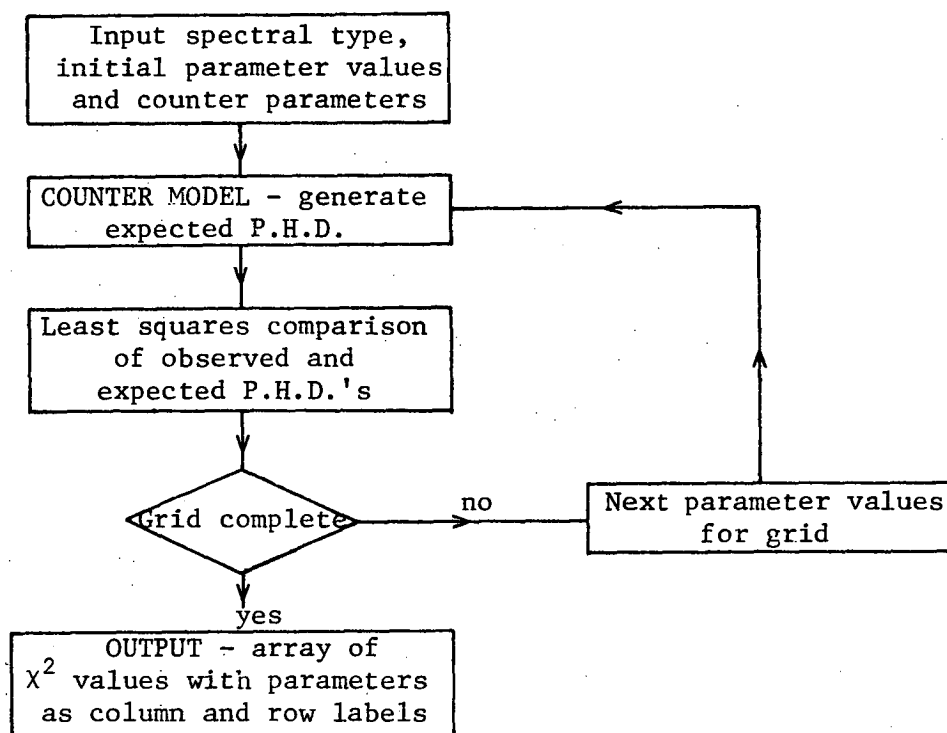 Input spectral type,
initial parameter values
and counter parameters
COUNTER MODEL - generate
expected P.H.D.
Least squares comparison
of observed and
expected P.H.D.'s
Grid complete
no
Next parameter values
for grid
yes
OUTPUT - array of
χ² values with parameters
as column and row labels